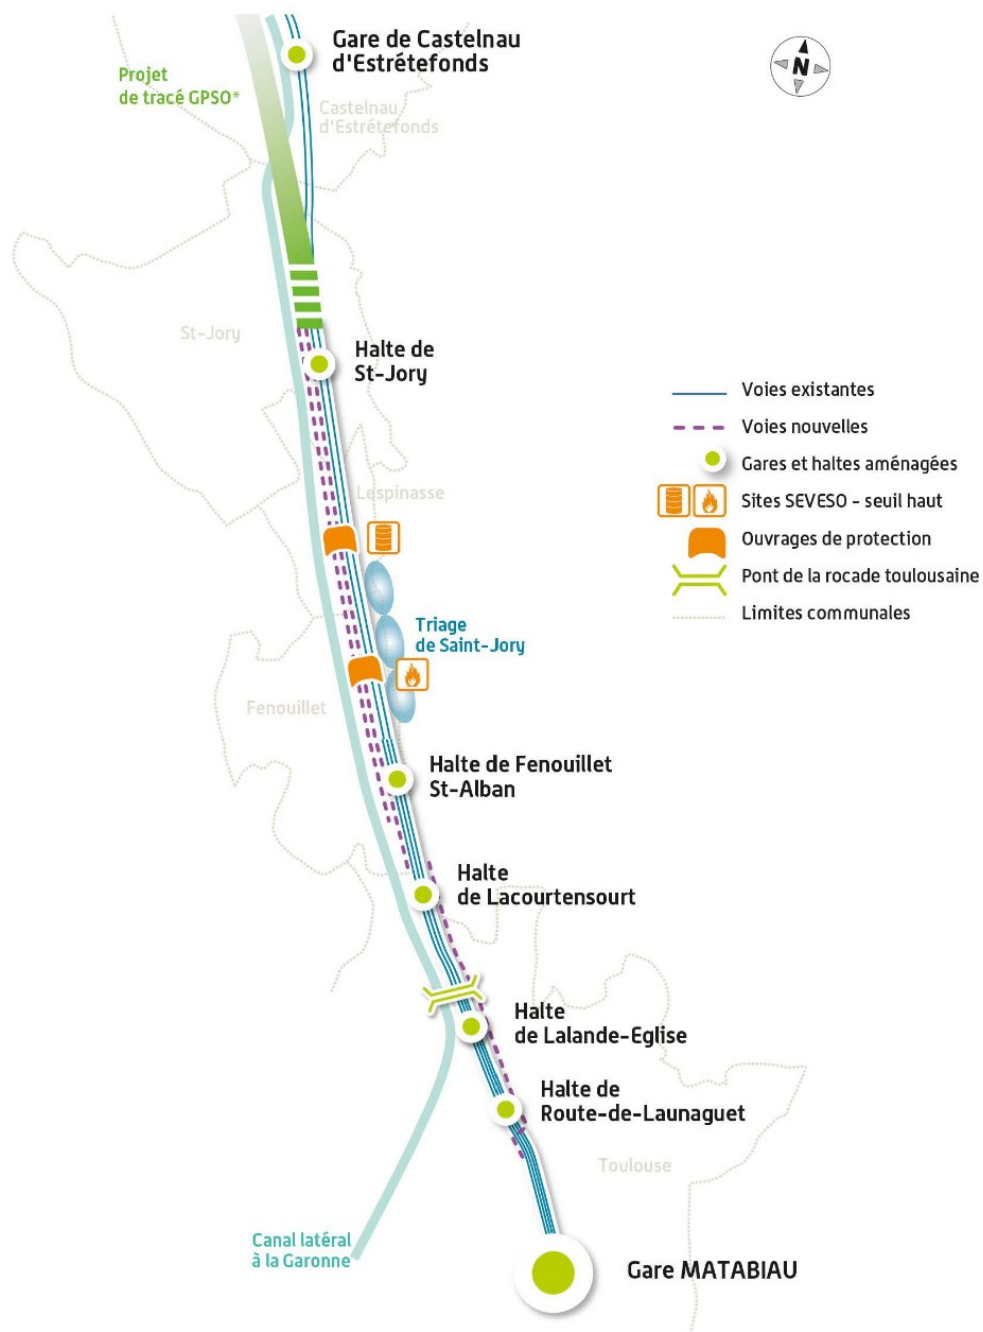 Gare de Castelnau
d'Estrétefonds
N
Projet
de tracé GPSO*
Castelnau
d'Estrétefonds
St-Jory
Halte de
St-Jory
Voies existantes
Voies nouvelles
Gares et haltes aménagées
Sites SEVESO - seuil haut
Ouvrages de protection
Pont de la rocade toulousaine
Limites communales
Lespinasse
Triage
de Saint-Jory
Fenouillet
Halte de Fenouillet
St-Alban
Halte
de Lacourtensourt
Halte
de Lalande-Eglise
Halte de
Route-de-Launaguet
Toulouse
Canal latéral
à la Garonne
Gare MATABIAU